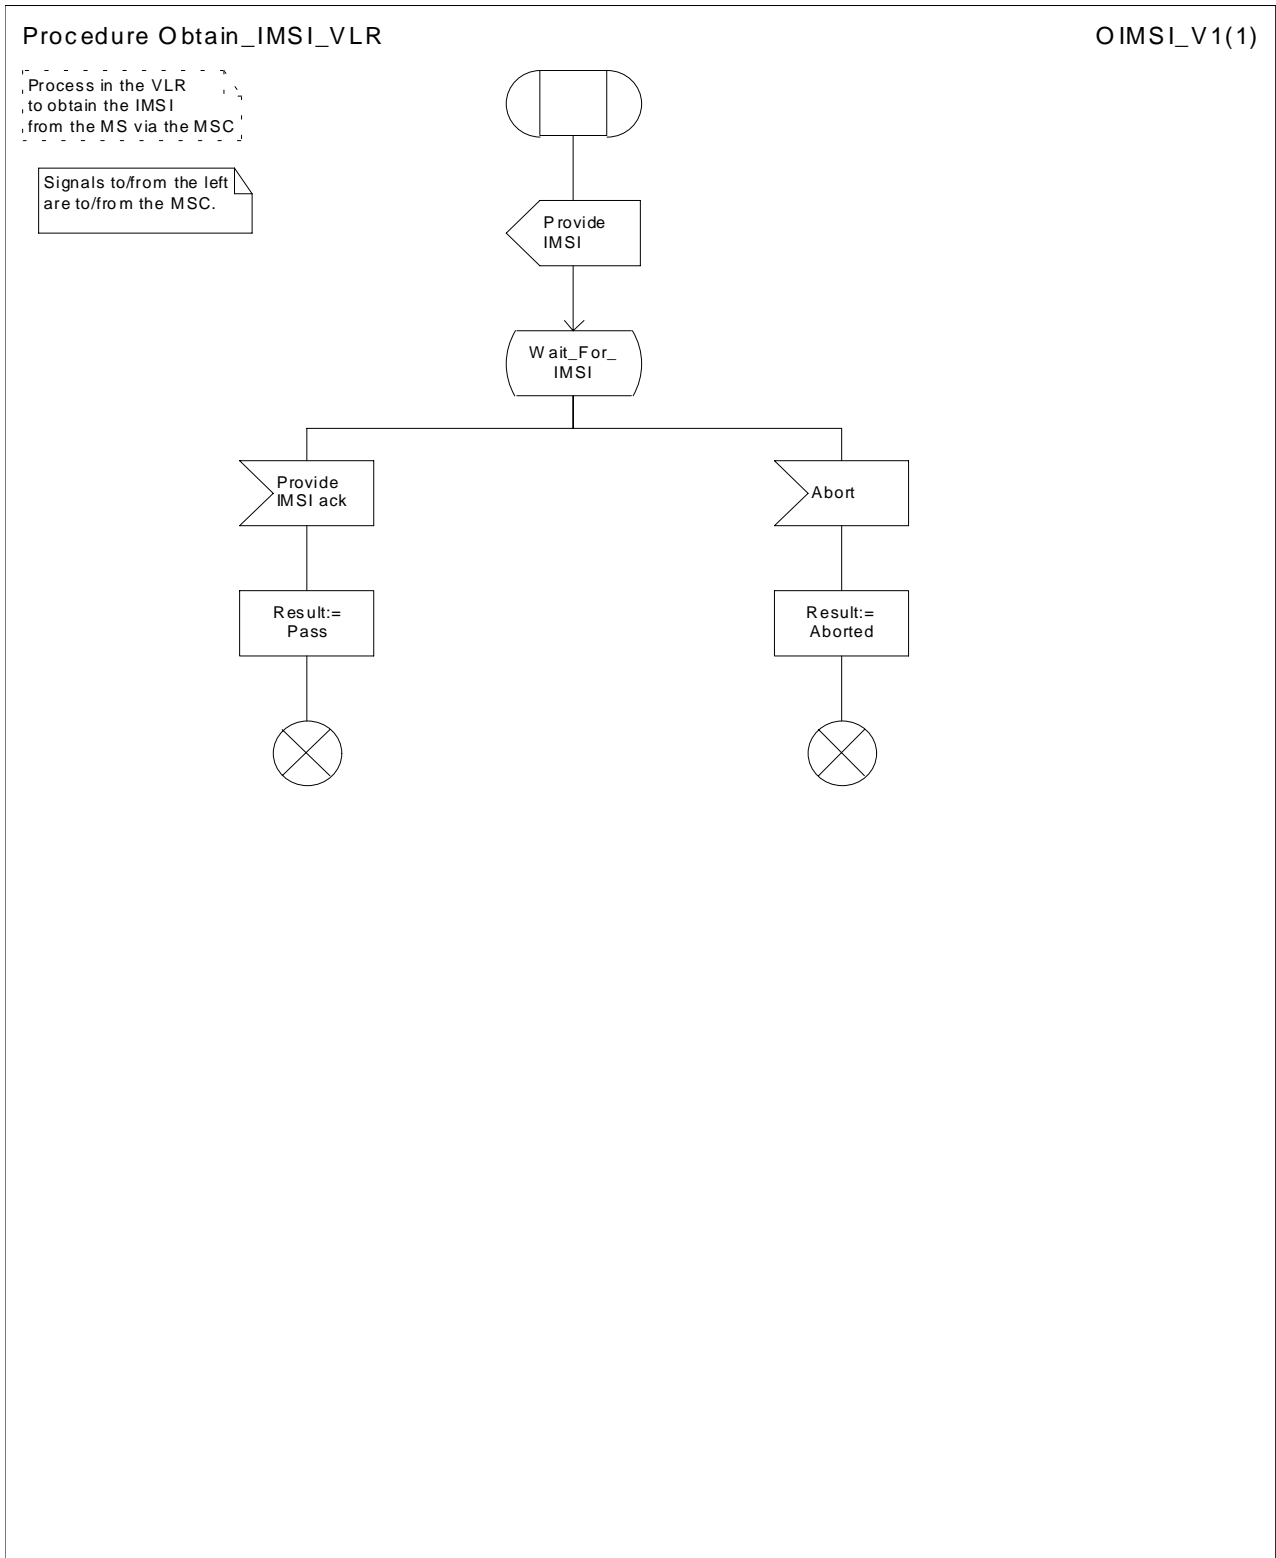 Procedure Obtain_IMSI_VLR
OIMSI_V1(1)
Process in the VLR
to obtain the IMSI
from the MS via the MSC
Signals to/from the left
are to/from the MSC.
Provide
IMSI
Wait_For_
IMSI
Provide
IMSI ack
Abort
Result:=
Pass
Result:=
Aborted